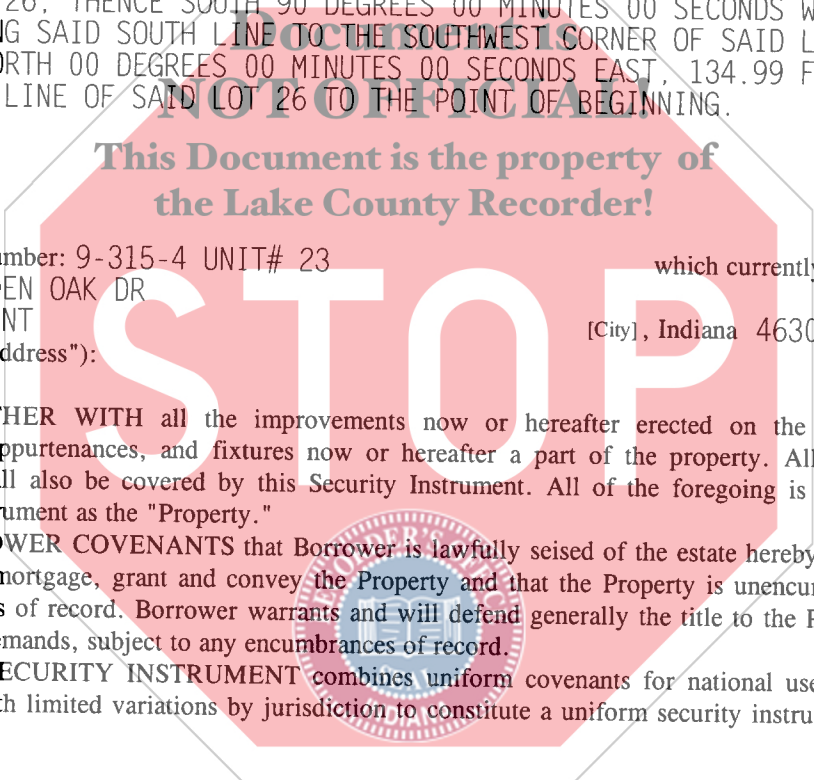 26, THENCE SOUTH 90 DEGREES 00 MINUTES 00 SECONDS W
G SAID SOUTH LINE TO THE SOUTHWEST CORNER OF SAID L
ORTH 00 DEGREES 00 MINUTES 00 SECONDS EAST, 134.99 F
LINE OF SAID LOT 26 TO THE POINT OF BEGINNING.
Document is
NOT OFFICIAL!
This Document is the property of
the Lake County Recorder!
mber: 9-315-4 UNIT# 23 which currently
EN OAK DR
NT [City], Indiana 4630
ddress"):
STOP
HER WITH all the improvements now or hereafter erected on the
ppurtenances, and fixtures now or hereafter a part of the property. All
ll also be covered by this Security Instrument. All of the foregoing is
ument as the "Property."
OWER COVENANTS that Borrower is lawfully seised of the estate hereby
mortgage, grant and convey the Property and that the Property is unencu
s of record. Borrower warrants and will defend generally the title to the P
emands, subject to any encumbrances of record.
ECURITY INSTRUMENT combines uniform covenants for national use
th limited variations by jurisdiction to constitute a uniform security instru
RECORDER'S OFFICE
SEAL
INDIANA